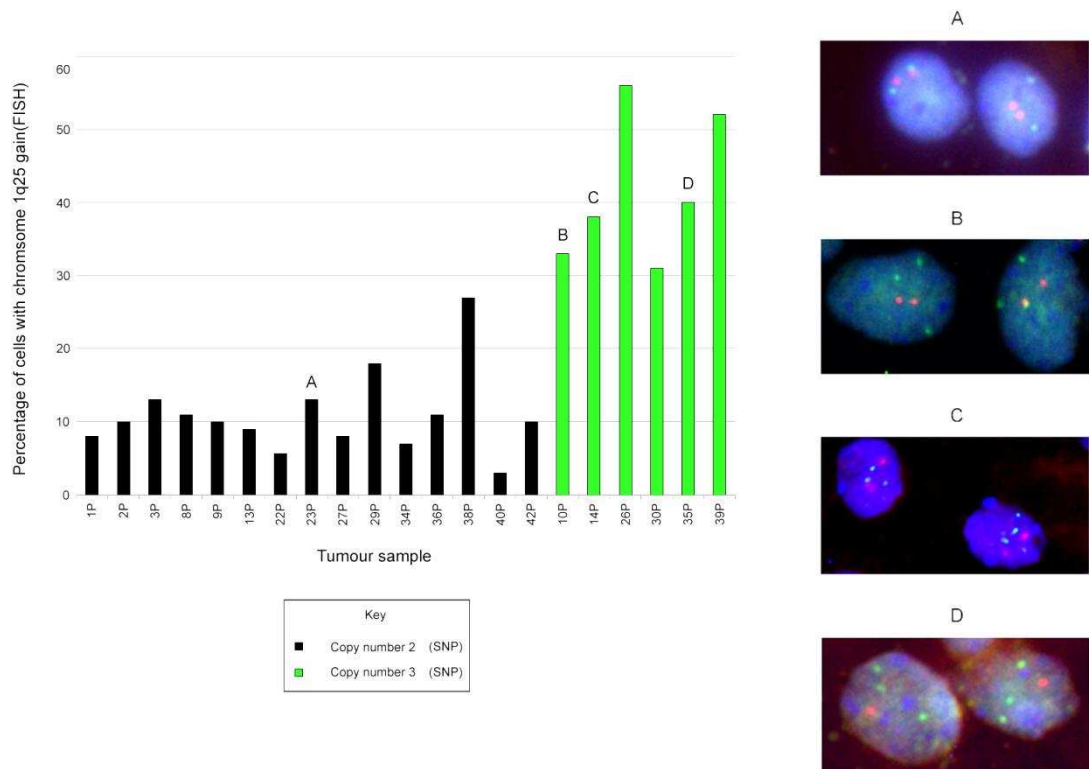 Percentage of cells with chromsome 1q25 gain(FISH)
60
50
40
30
20
10
0
A
B
C
D
1P
2P
3P
8P
9P
13P
22P
23P
27P
29P
34P
36P
38P
40P
42P
10P
14P
26P
30P
35P
39P
Tumour sample
Key
Copy number 2 (SNP)
Copy number 3 (SNP)
A
B
C
D